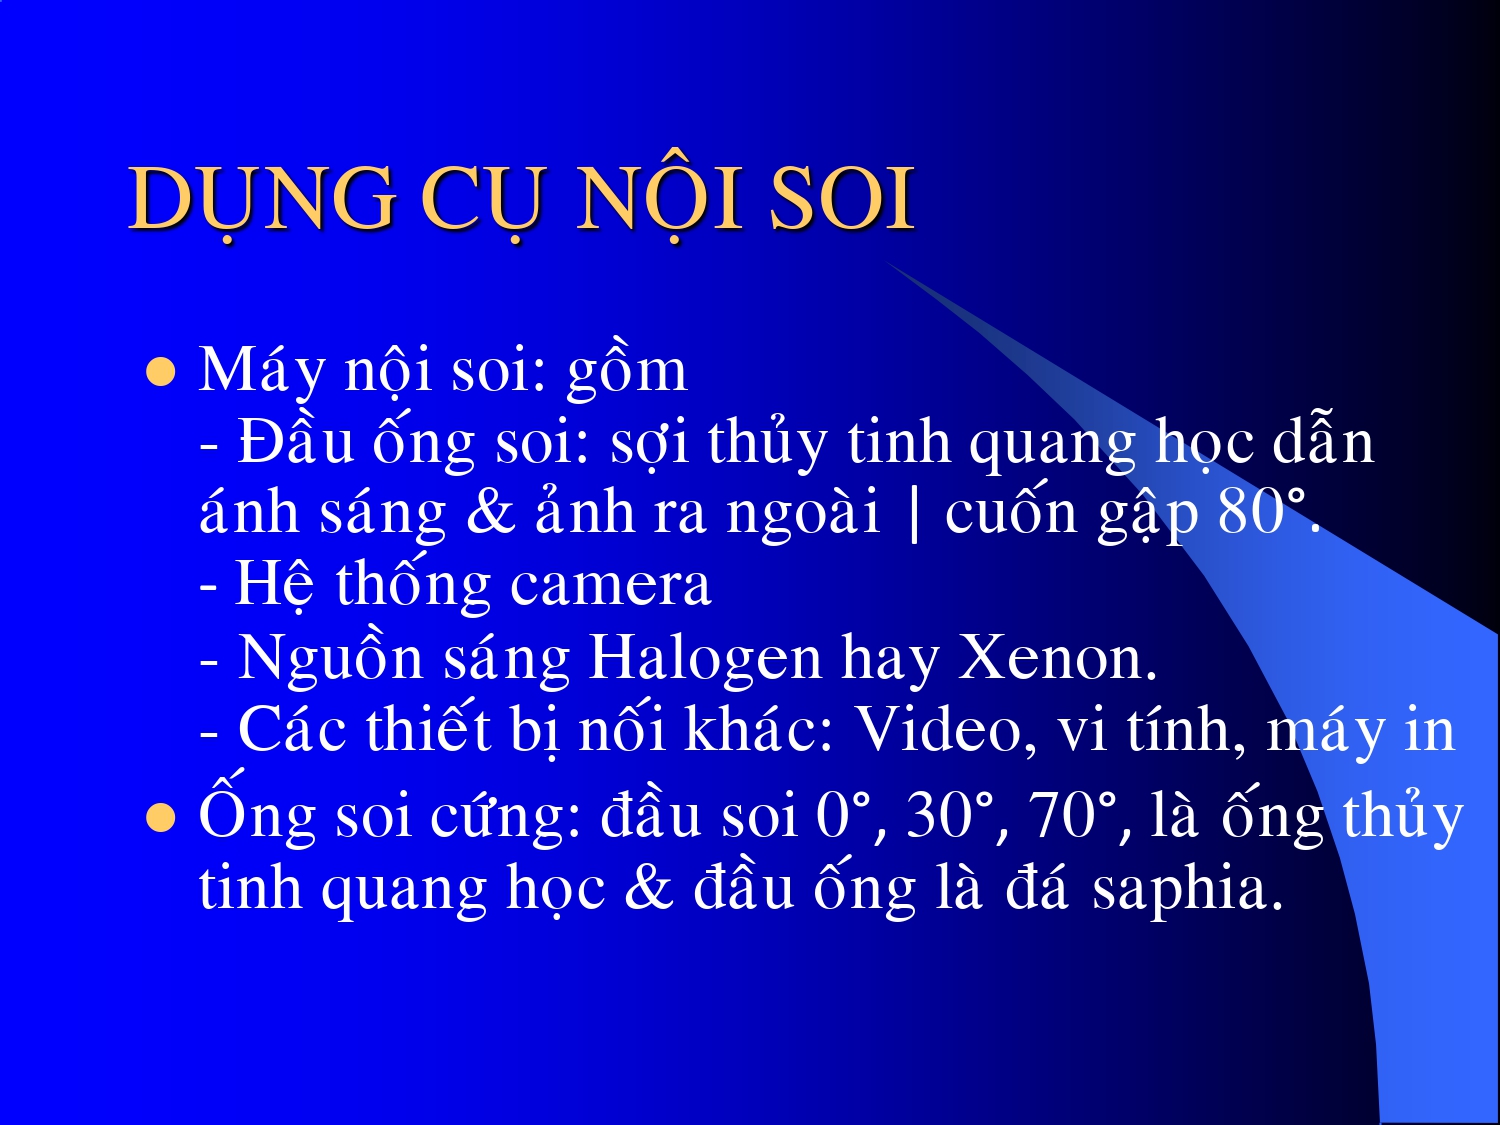 DỤNG CỤ NỘI SOI
Máy nội soi: gồm
- Đầu ống soi: sợi thủy tinh quang học dẫn
ánh sáng & ảnh ra ngoài | cuốn gập 80°.
- Hệ thống camera
- Nguồn sáng Halogen hay Xenon.
- Các thiết bị nối khác: Video, vi tính, máy in
Ống soi cứng: đầu soi 0°, 30°, 70°, là ống thủy
tinh quang học & đầu ống là đá saphia.